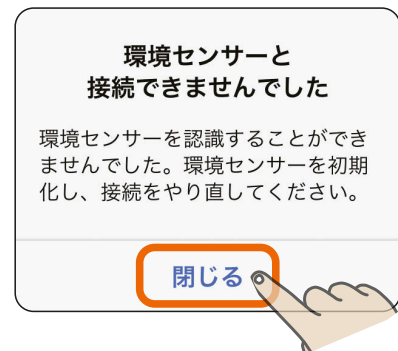 環境センサーと
接続できませんでした
環境センサーを認識することができ
ませんでした。環境センサーを初期
化し、接続をやり直してください。
閉じる